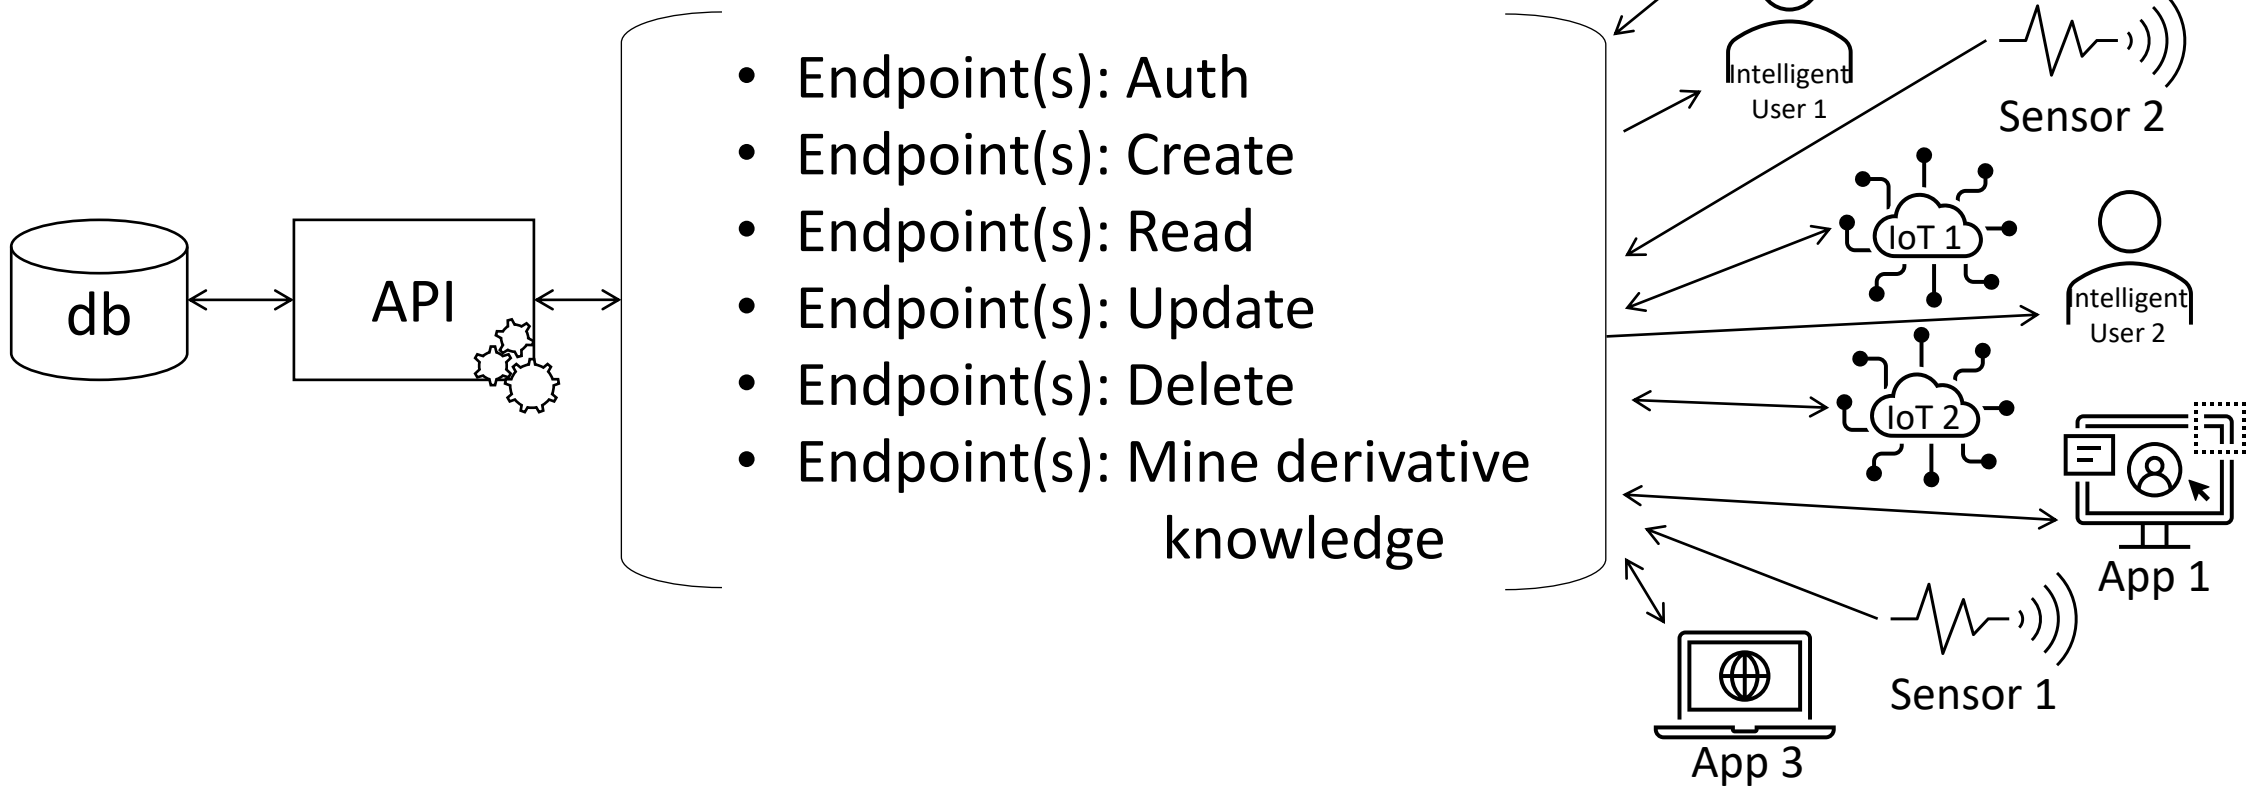 db
API
• Endpoint(s): Auth
• Endpoint(s): Create
• Endpoint(s): Read
• Endpoint(s): Update
• Endpoint(s): Delete
• Endpoint(s): Mine derivative
knowledge
Intelligent
User 1
Sensor 2
IoT 1
Intelligent
User 2
IoT 2
App 1
Sensor 1
App 3